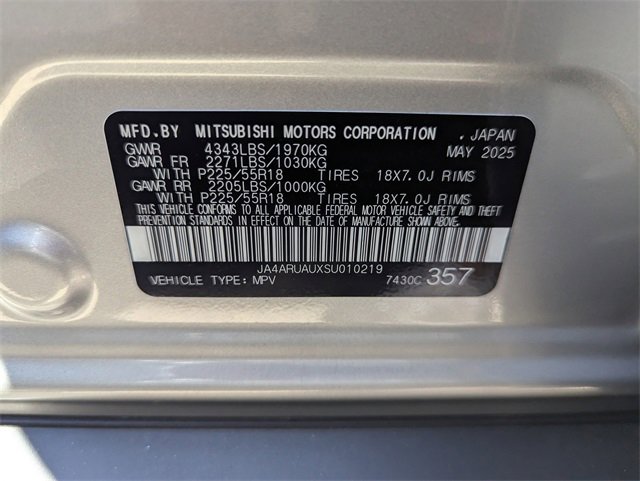 MFD.BY MITSUBISHI MOTORS CORPORATION , JAPAN
GVWR 4343LBS/1970KG MAY 2025
GAWR FR 2271LBS/1030KG
WITH P225/55R18 TIRES 18X7.0J RIMS
GAWR RR 2205LBS/1000KG
WITH P225/55R18 TIRES 18X7.0J RIMS
THIS VEHICLE CONFORMS TO ALL APPLICABLE FEDERAL MOTOR VEHICLE SAFETY AND THEFT
PREVENTION STANDARDS IN EFFECT ON THE DATE OF MANUFACTURE SHOWN ABOVE.
JA4ARUAUXSU010219
VEHICLE TYPE: MPV 7430C 357